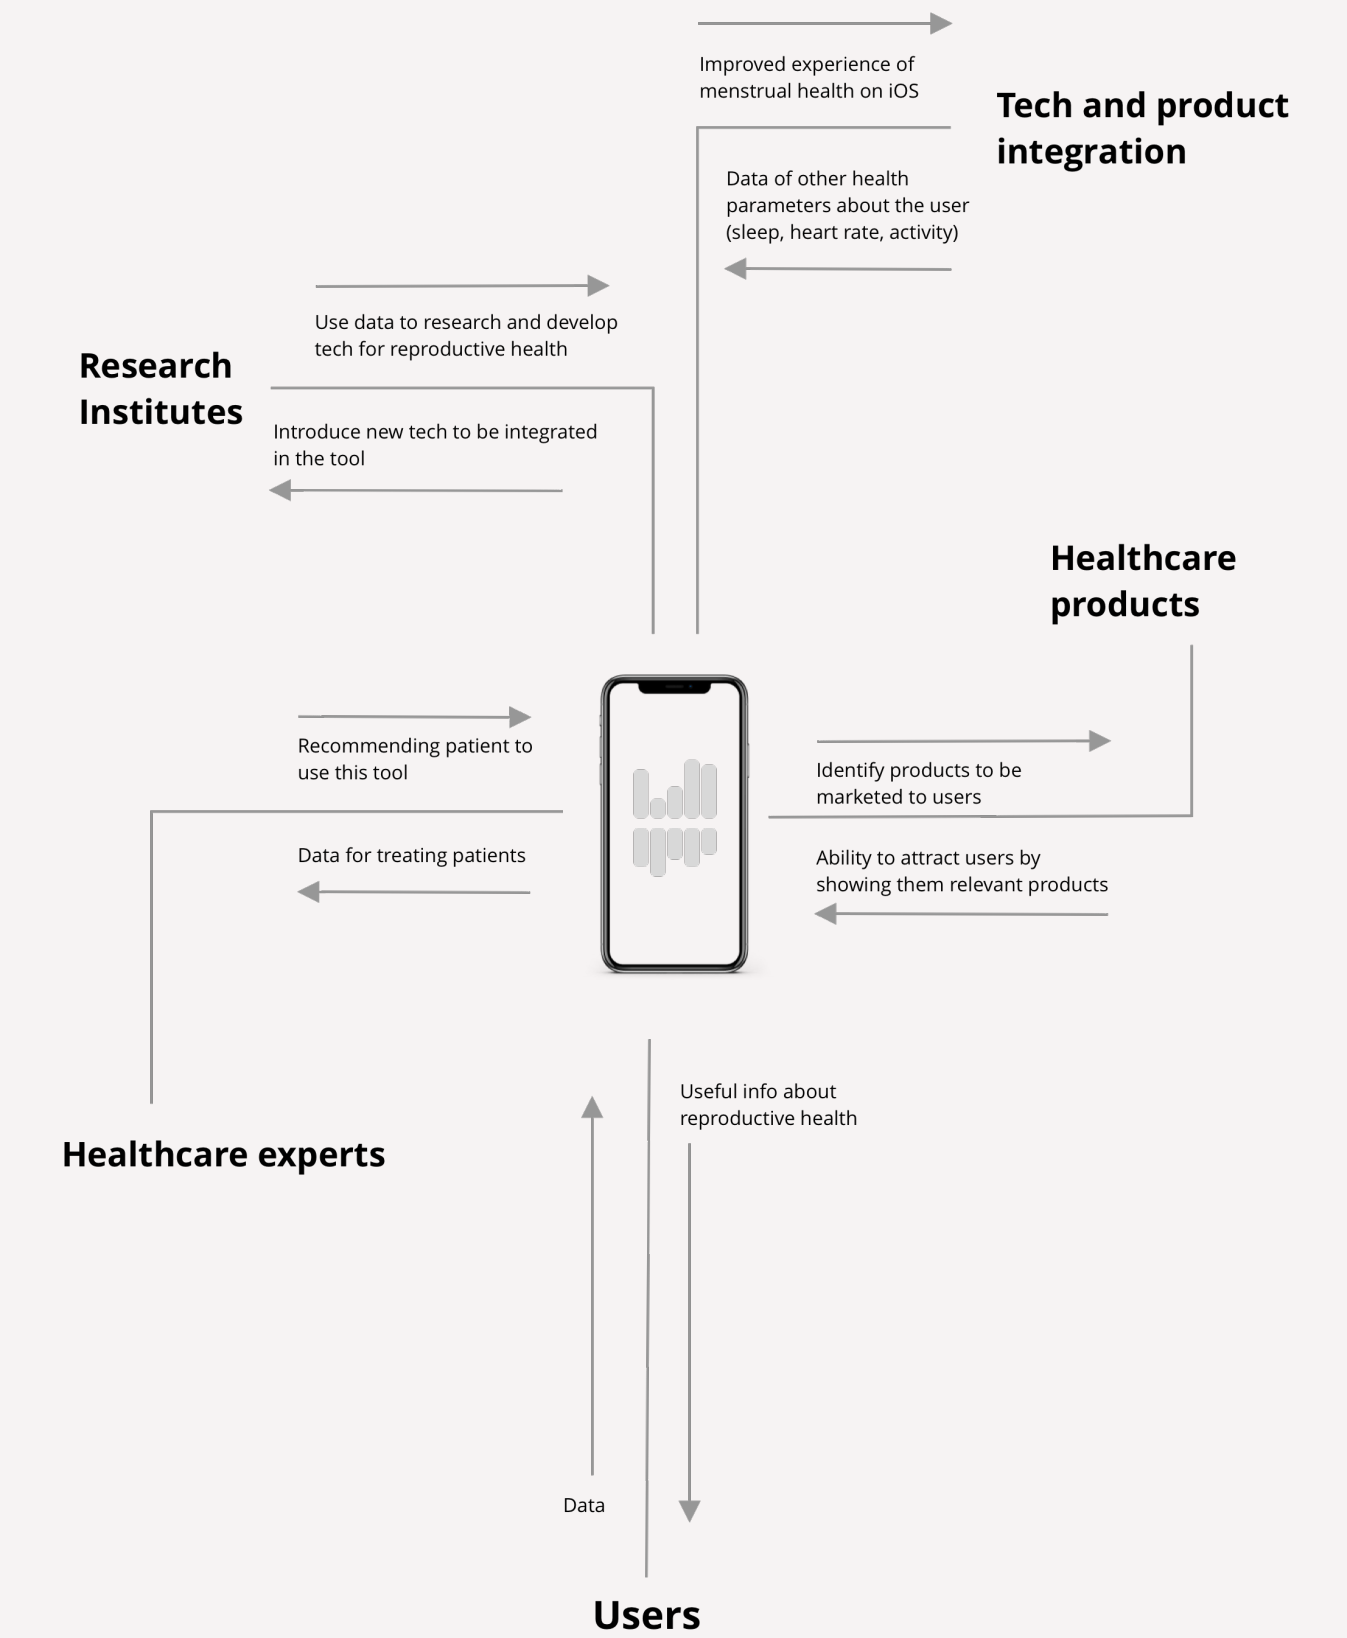 Improved experience of
menstrual health on iOS
Tech and product
integration
Data of other health
parameters about the user
(sleep, heart rate, activity)
Use data to research and develop
tech for reproductive health
Research
Institutes
Introduce new tech to be integrated
in the tool
Healthcare
products
Recommending patient to
use this tool
Identify products to be
marketed to users
Data for treating patients
Ability to attract users by
showing them relevant products
Useful info about
reproductive health
Healthcare experts
Data
Users